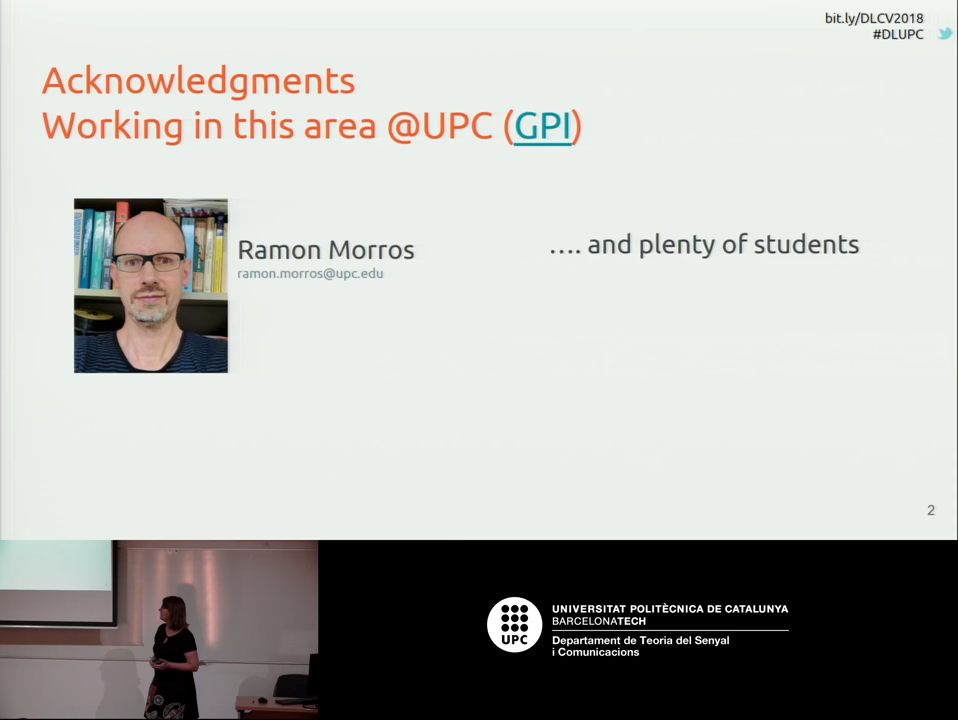 bit.ly/DLCV2018
#DLUPC
Acknowledgments
Working in this area @UPC (GPI)
Ramon Morros
ramon.morros@upc.edu
…. and plenty of students
2
UPC
UNIVERSITAT POLITÈCNICA DE CATALUNYA
BARCELONATECH
Departament de Teoria del Senyal
i Comunicacions